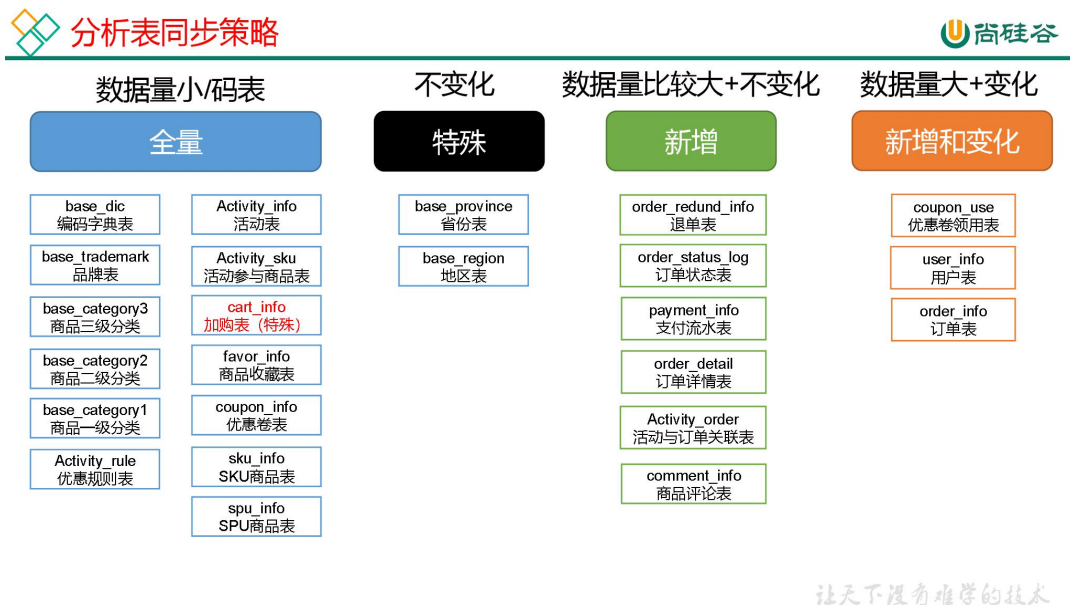 分析表同步策略
尚硅谷
数据量小/码表
全量
base_dic
编码字典表
base_trademark
品牌表
base_category3
商品三级分类
base_category2
商品二级分类
base_category1
商品一级分类
Activity_rule
优惠规则表
Activity_info
活动表
Activity_sku
活动参与商品表
cart_info
加购表（特殊）
favor_info
商品收藏表
coupon_info
优惠卷表
sku_info
SKU商品表
spu_info
SPU商品表
不变化
特殊
base_province
省份表
base_region
地区表
数据量比较大+不变化
新增
order_redund_info
退单表
order_status_log
订单状态表
payment_info
支付流水表
order_detail
订单详情表
Activity_order
活动与订单关联表
comment_info
商品评论表
数据量大+变化
新增和变化
coupon_use
优惠卷领用表
user_info
用户表
order_info
订单表
让天下没有难学的技术